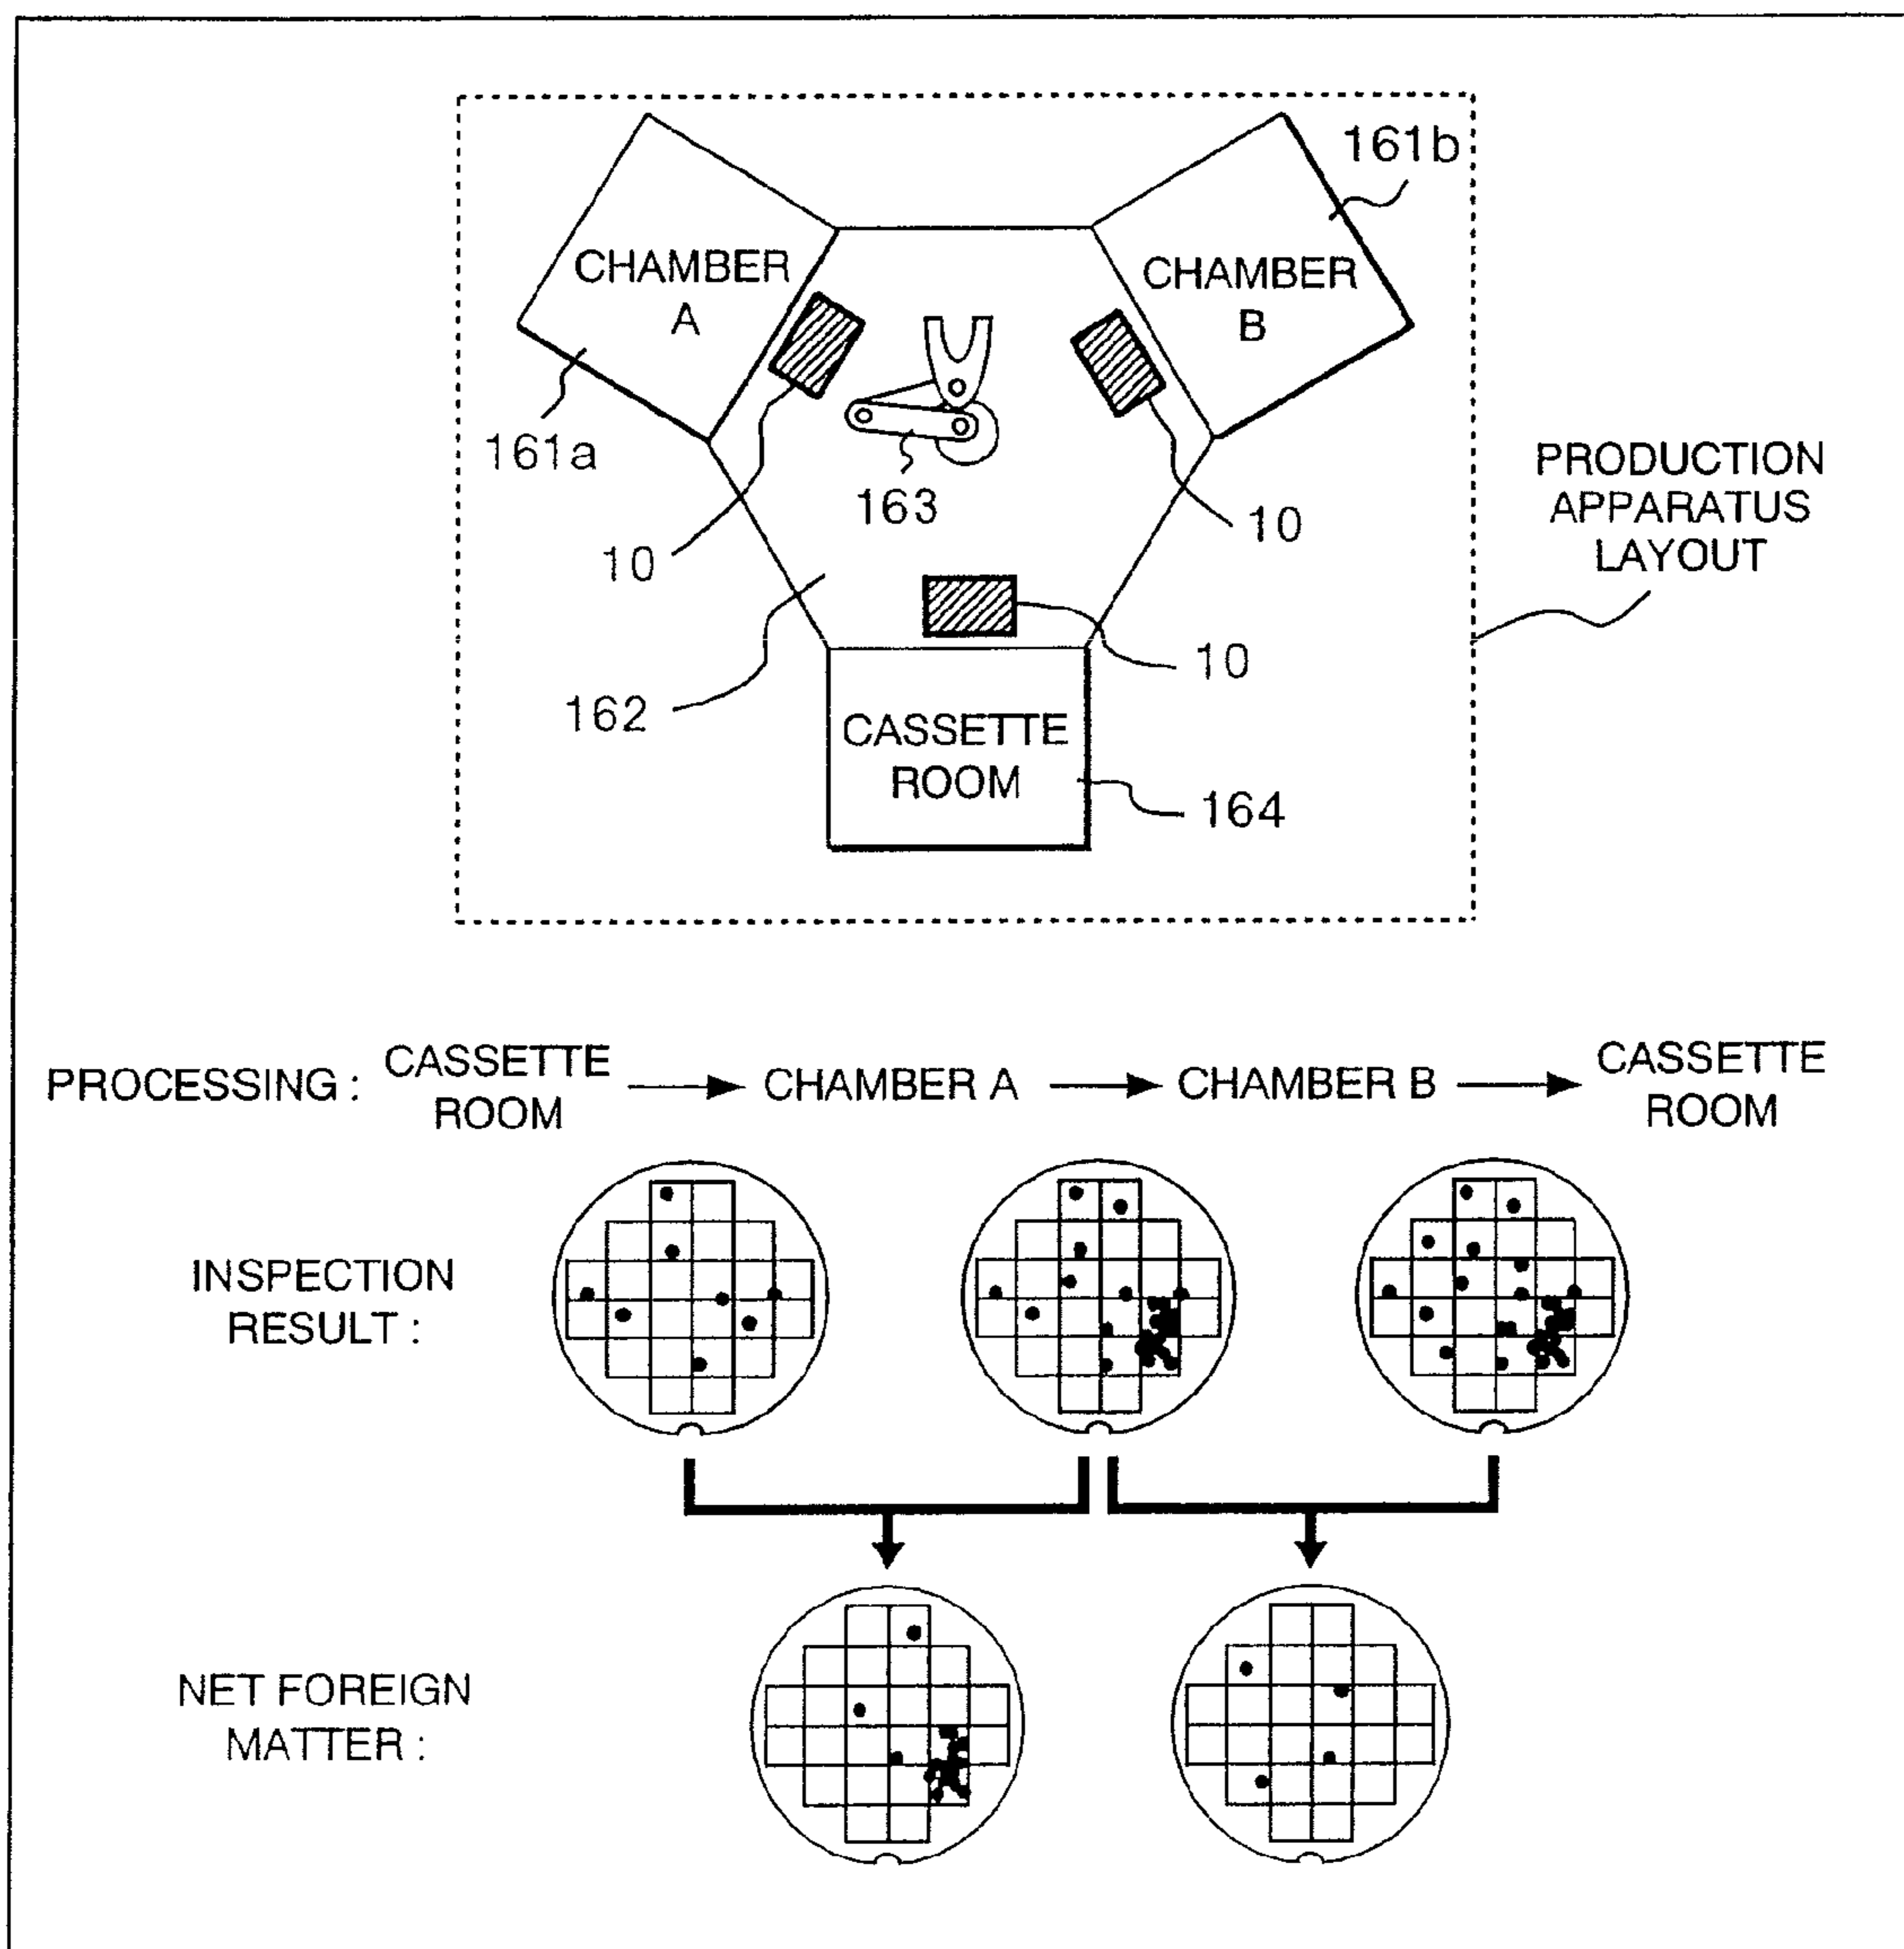 161b
CHAMBER
A
CHAMBER
B
161a
163
10
10
PRODUCTION
APPARATUS
LAYOUT
10
162
CASSETTE
ROOM
164
PROCESSING : CASSETTE ROOM CHAMBER A CHAMBER B CASSETTE ROOM
INSPECTION
RESULT :
NET FOREIGN
MATTER :